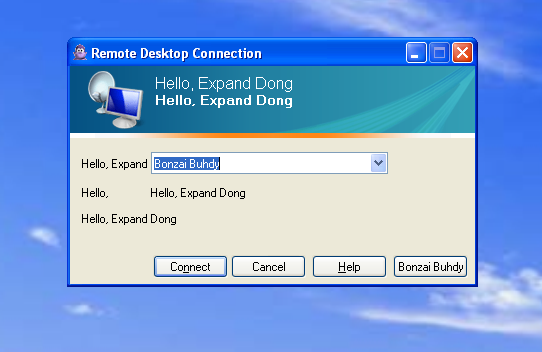 Remote Desktop Connection
Hello, Expand Dong
Hello, Expand Dong
Hello, Expand Bonzai Buhdy
Hello, Hello, Expand Dong
Hello, Expand Dong
Connect Cancel Help Bonzai Buhdy